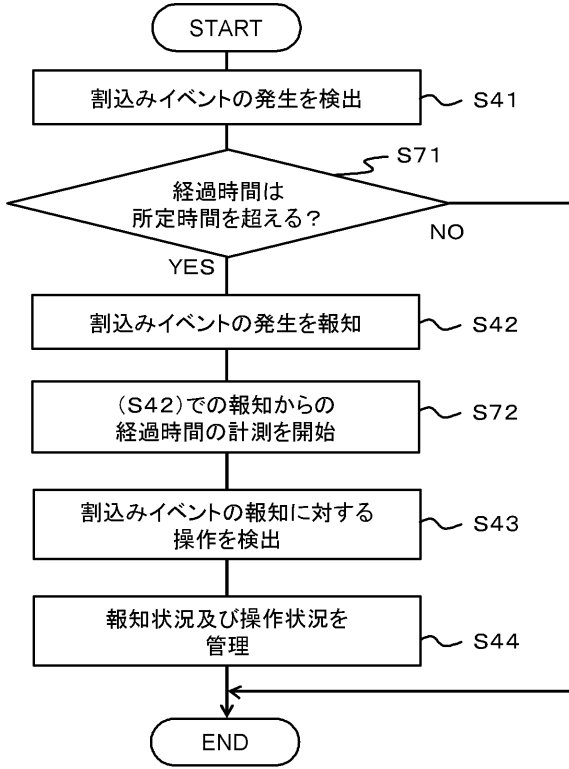 START
割込みイベントの発生を検出
S41
S71
経過時間は
所定時間を超える?
NO
YES
割込みイベントの発生を報知
S42
(S42)での報知からの
経過時間の計測を開始
S72
割込みイベントの報知に対する
操作を検出
S43
報知状況及び操作状況を
管理
S44
END